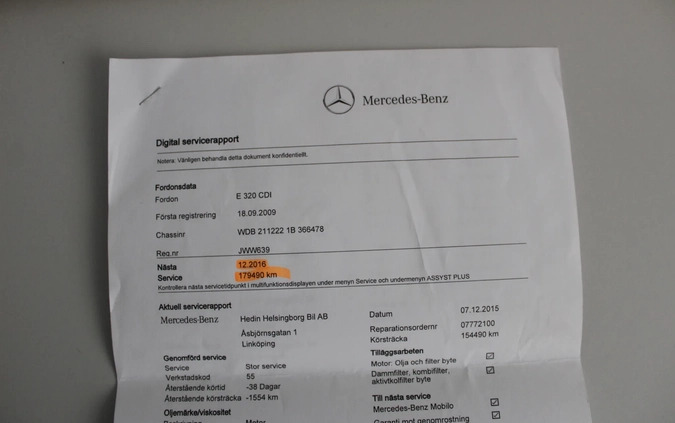 Mercedes-Benz
Digital servicerapport
Notera: Vänligen behandla detta dokument konfidentiellt.
Fordonsdata
Fordon E 320 CDI
Första registrering 18.09.2009
Chassinr WDB 211222 1B 366478
Reg.nr JWW639
Nästa 12.2016
Service 179490 km
Kontrollera nästa servicetidpunkt i multifunktionsdisplayen under menyn Service och undermenyn ASSYST PLUS
Aktuell servicerapport
Mercedes-Benz Hedin Helsingborg Bil AB Datum 07.12.2015
Åsbjörnsgatan 1 Reparationsordernr 07772100
Linköping Körsträcka 154490 km
Genomförd service Tilläggsarbeten
Service Stor service Motor: Olja och filter byte
Verkstadskod 55 Dammfilter, kombifilter,
Återstående körtid -38 Dagar aktivtkolfilter byte
Återstående körsträcka -1554 km Till nästa service
Oljemärke/viskositet Mercedes-Benz Mobilo
Motor Garanti mot genomrostning